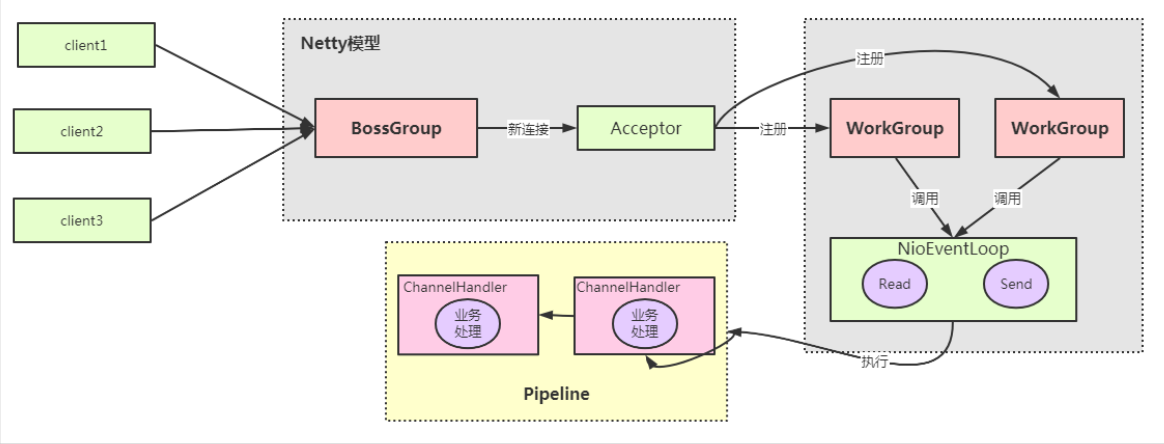 client1
client2
client3
Netty模型
BossGroup
新连接
Acceptor
注册
注册
WorkGroup
WorkGroup
调用
调用
NioEventLoop
Read
Send
执行
ChannelHandler
业务
处理
ChannelHandler
业务
处理
Pipeline